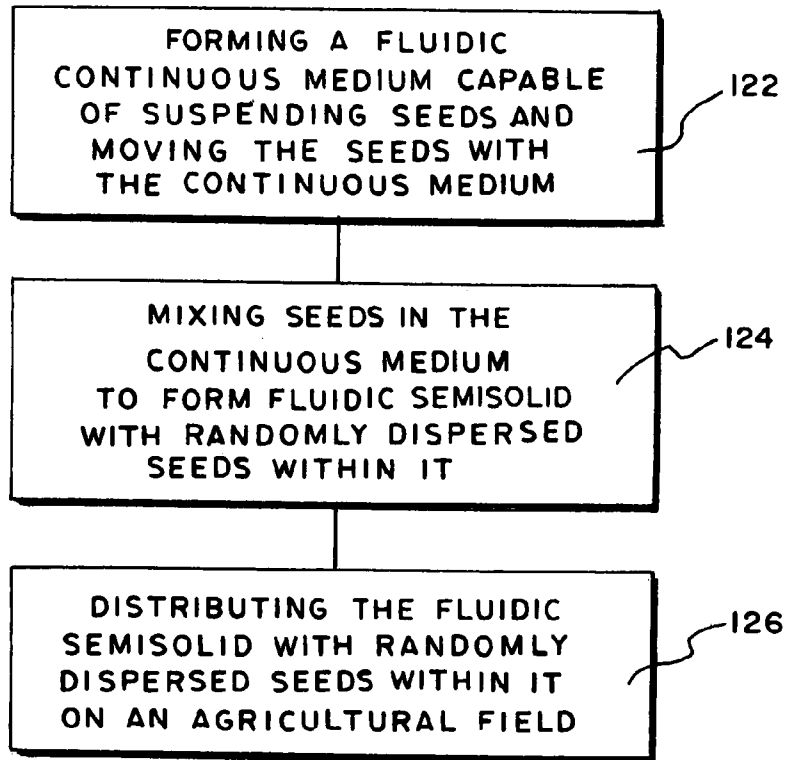 FORMING A FLUIDIC
CONTINUOUS MEDIUM CAPABLE
OF SUSPENDING SEEDS AND
MOVING THE SEEDS WITH
THE CONTINUOUS MEDIUM
122
MIXING SEEDS IN THE
CONTINUOUS MEDIUM
TO FORM FLUIDIC SEMISOLID
WITH RANDOMLY DISPERSED
SEEDS WITHIN IT
124
DISTRIBUTING THE FLUIDIC
SEMISOLID WITH RANDOMLY
DISPERSED SEEDS WITHIN IT
ON AN AGRICULTURAL FIELD
126